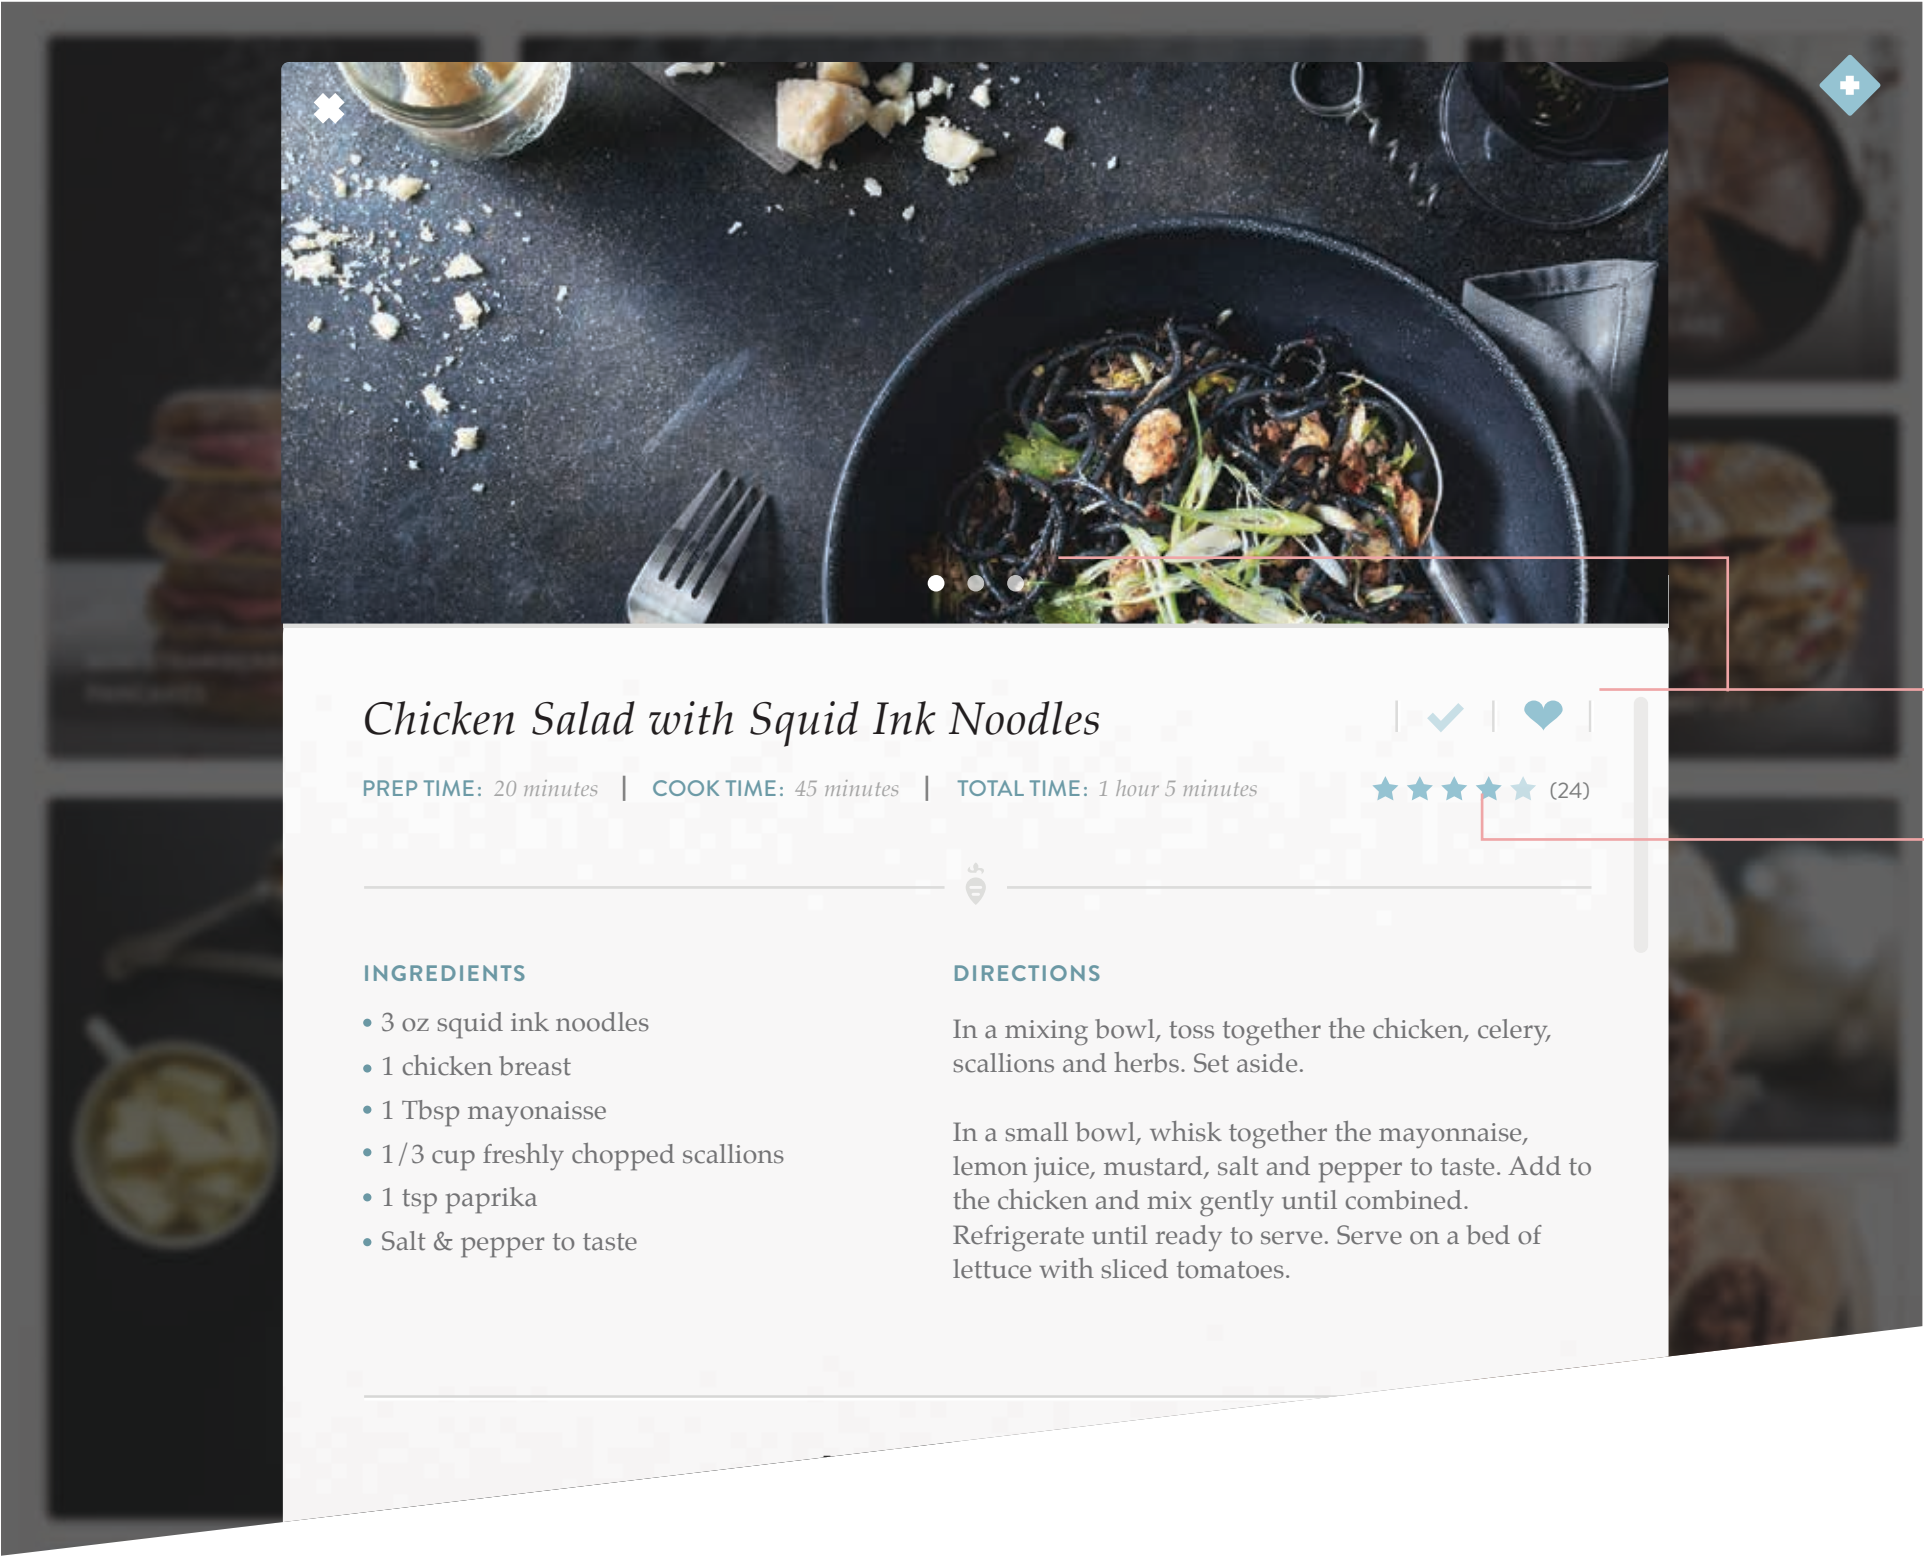 Chicken Salad with Squid Ink Noodles
PREP TIME: 20 minutes | COOK TIME: 45 minutes | TOTAL TIME: 1 hour 5 minutes
(24)
INGREDIENTS
• 3 oz squid ink noodles
• 1 chicken breast
• 1 Tbsp mayonaisse
• 1/3 cup freshly chopped scallions
• 1 tsp paprika
• Salt & pepper to taste
DIRECTIONS
In a mixing bowl, toss together the chicken, celery,
scallions and herbs. Set aside.
In a small bowl, whisk together the mayonnaise,
lemon juice, mustard, salt and pepper to taste. Add to
the chicken and mix gently until combined.
Refrigerate until ready to serve. Serve on a bed of
lettuce with sliced tomatoes.